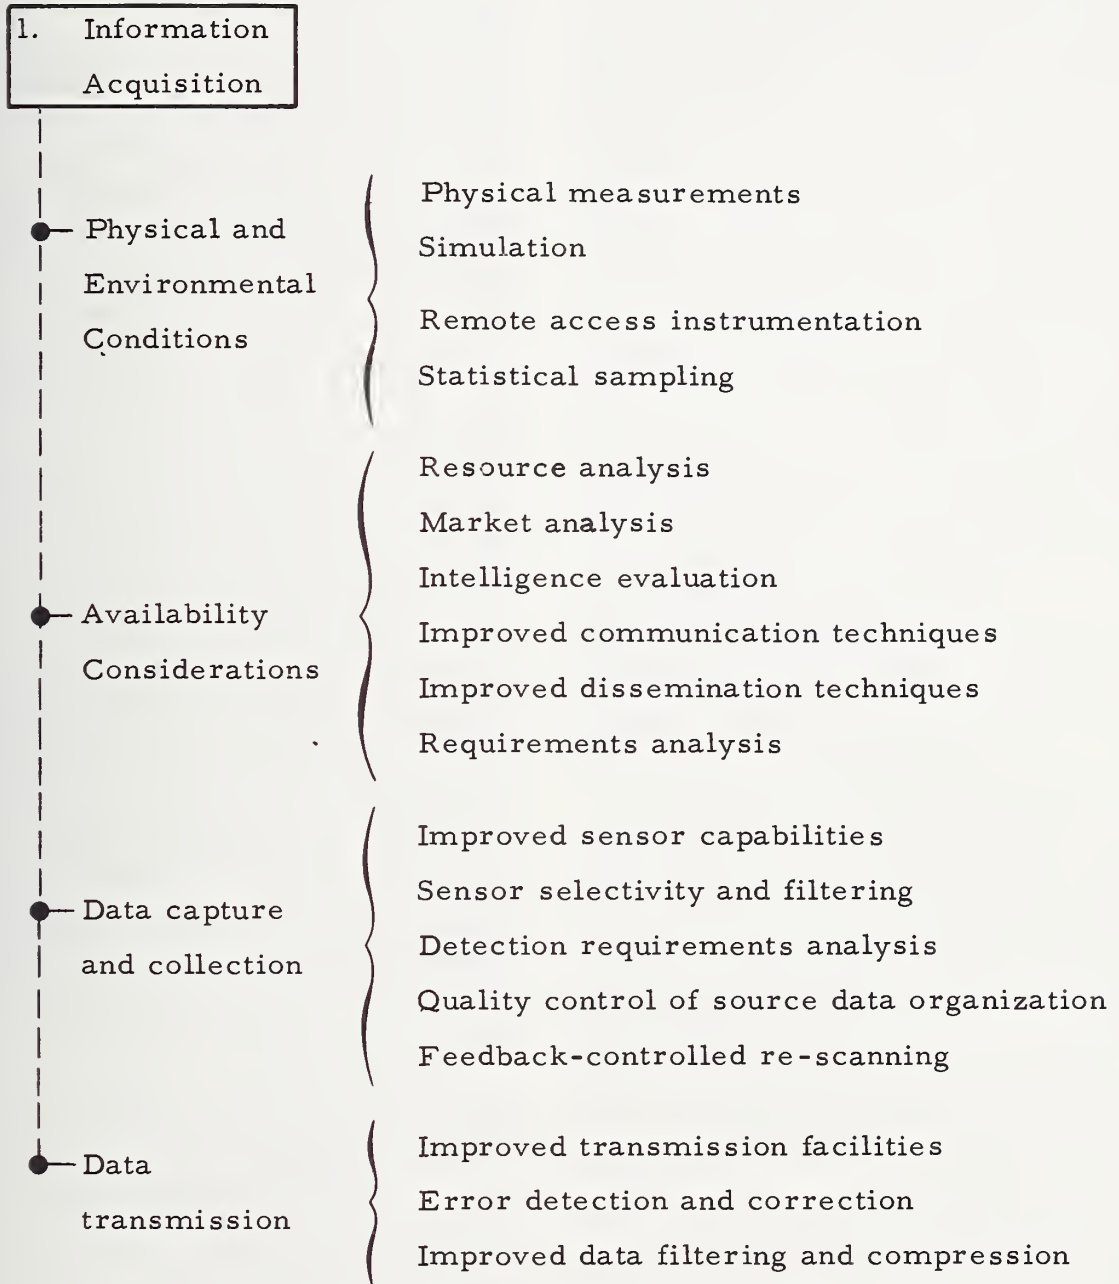 1. Information
Acquisition
Physical and
Environmental
Conditions
Physical measurements
Simulation
Remote access instrumentation
Statistical sampling
Availability
Considerations
Resource analysis
Market analysis
Intelligence evaluation
Improved communication techniques
Improved dissemination techniques
Requirements analysis
Data capture
and collection
Improved sensor capabilities
Sensor selectivity and filtering
Detection requirements analysis
Quality control of source data organization
Feedback-controlled re-scanning
Data
transmission
Improved transmission facilities
Error detection and correction
Improved data filtering and compression